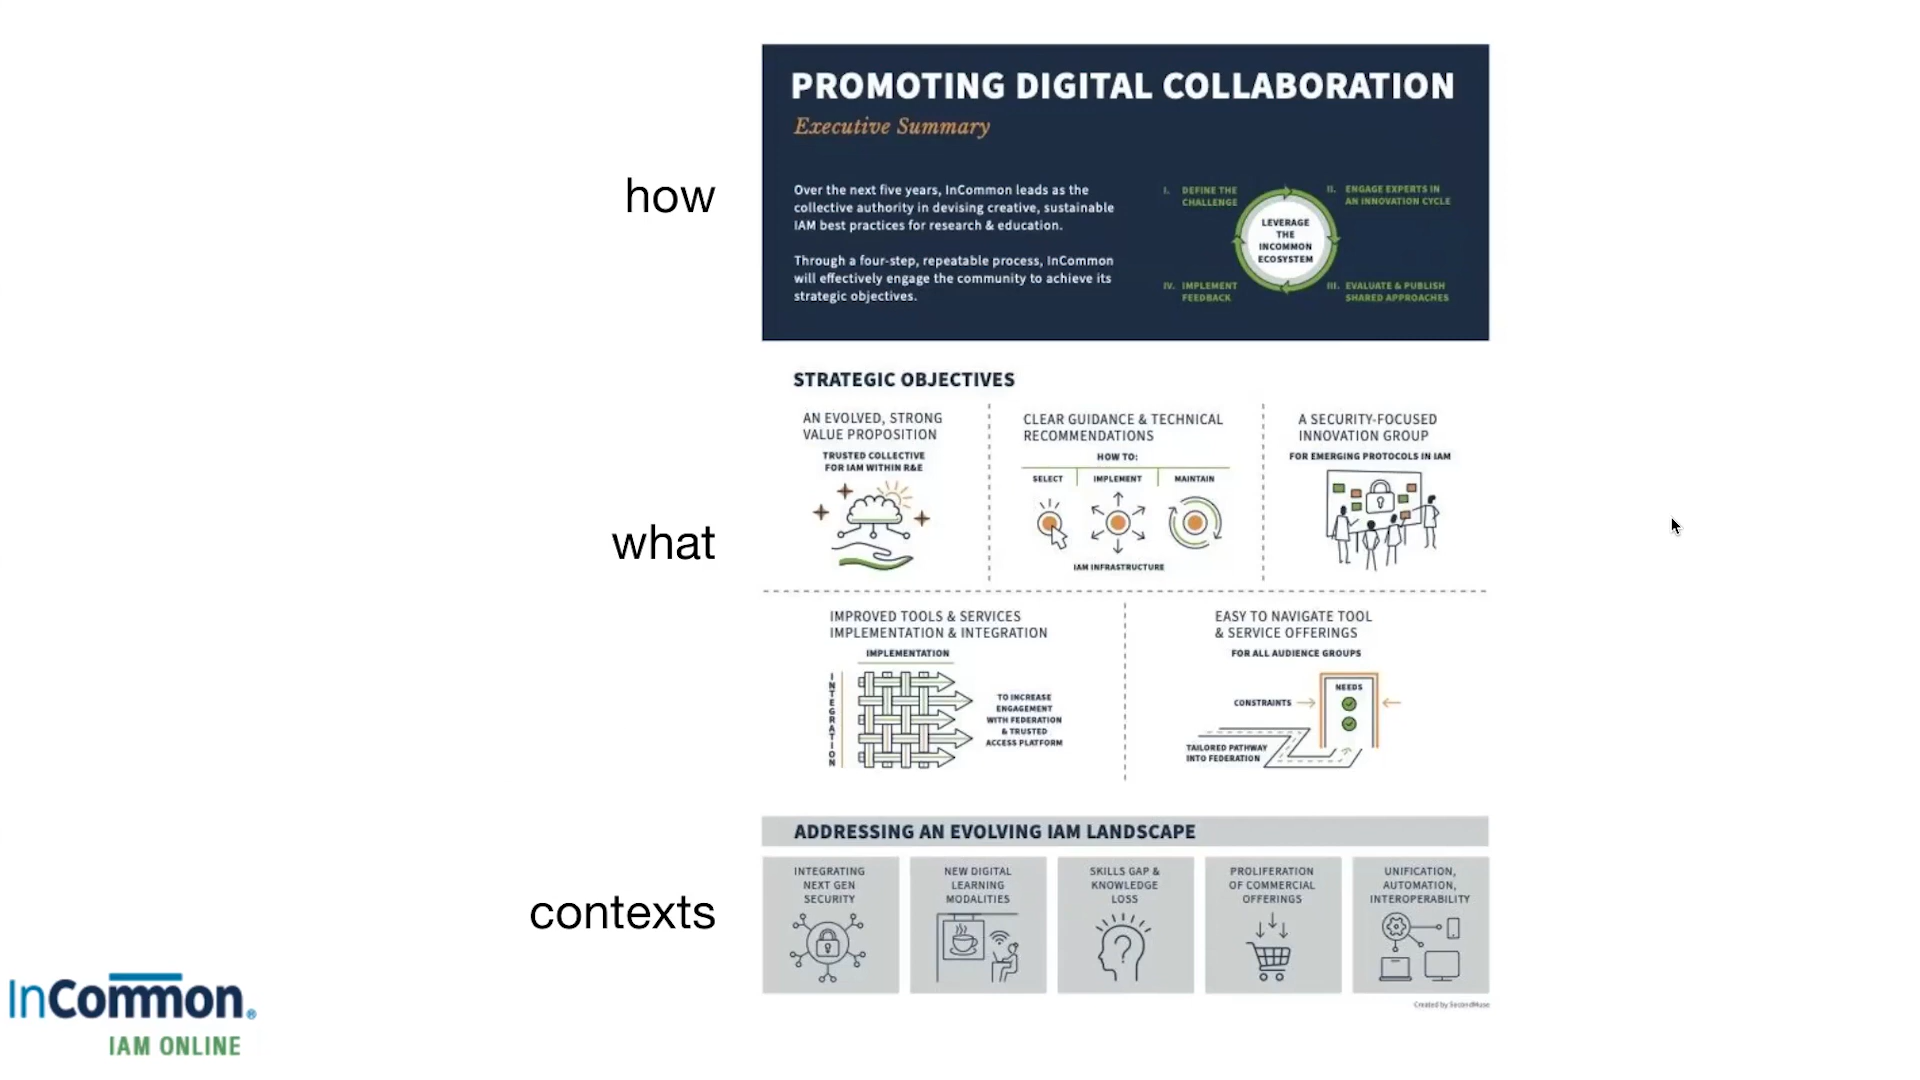 PROMOTING DIGITAL COLLABORATION
Executive Summary
how
Over the next five years, InCommon leads as the
collective authority in devising creative, sustainable
IAM best practices for research & education.
Through a four-step, repeatable process, InCommon
will effectively engage the community to achieve its
strategic objectives.
I. DEFINE THE
CHALLENGE
II. ENGAGE EXPERTS IN
AN INNOVATION CYCLE
LEVERAGE
THE
INCOMMON
ECOSYSTEM
IV. IMPLEMENT
FEEDBACK
III. EVALUATE & PUBLISH
SHARED APPROACHES
what
STRATEGIC OBJECTIVES
AN EVOLVED, STRONG
VALUE PROPOSITION
TRUSTED COLLECTIVE
FOR IAM WITHIN R&E
CLEAR GUIDANCE & TECHNICAL
RECOMMENDATIONS
HOW TO:
SELECT
IMPLEMENT
MAINTAIN
IAM INFRASTRUCTURE
A SECURITY-FOCUSED
INNOVATION GROUP
FOR EMERGING PROTOCOLS IN IAM
IMPROVED TOOLS & SERVICES
IMPLEMENTATION & INTEGRATION
IMPLEMENTATION
INTEGRATION
TO INCREASE
ENGAGEMENT
WITH FEDERATION
& TRUSTED
ACCESS PLATFORM
EASY TO NAVIGATE TOOL
& SERVICE OFFERINGS
FOR ALL AUDIENCE GROUPS
NEEDS
CONSTRAINTS
TAILORED PATHWAY
INTO FEDERATION
contexts
ADDRESSING AN EVOLVING IAM LANDSCAPE
INTEGRATING
NEXT GEN
SECURITY
NEW DIGITAL
LEARNING
MODALITIES
SKILLS GAP &
KNOWLEDGE
LOSS
PROLIFERATION
OF COMMERCIAL
OFFERINGS
UNIFICATION,
AUTOMATION,
INTEROPERABILITY
Created by SecondMuse
InCommon®
IAM ONLINE